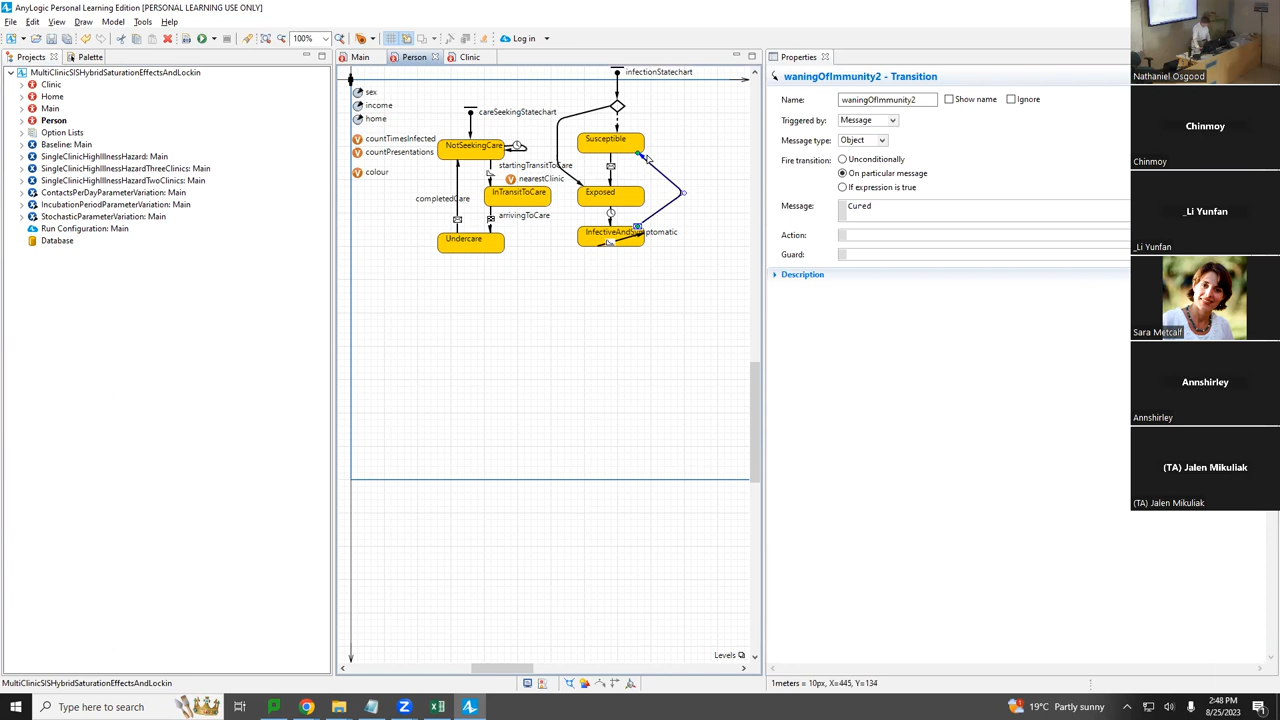 AnyLogic Personal Learning Edition [PERSONAL LEARNING USE ONLY]
File Edit View Draw Model Tools Help
100% Log in
Projects Palette
MultiClinicSISHybridSaturationEffectsAndLockin
Clinic
Home
Main
Person
Option Lists
Baseline: Main
SingleClinicHighIllnessHazard: Main
SingleClinicHighIllnessHazardThreeClinics: Main
SingleClinicHighIllnessHazardTwoClinics: Main
ContactsPerDayParameterVariation: Main
IncubationPeriodParameterVariation: Main
StochasticParameterVariation: Main
Run Configuration: Main
Database
Main Person Clinic
infectionStatechart
sex
income
home
careSeekingStatechart
countTimesInfected
countPresentations
colour
NotSeekingCare
Susceptible
startingTransitToCare
nearestClinic
completedCare
InTransitToCare
Exposed
arrivingToCare
Undercare
InfectiveAndSymptomatic
Levels
Properties
waningOfImmunity2 - Transition
Name: waningOfImmunity2 Show name Ignore
Triggered by: Message
Message type: Object
Fire transition: Unconditionally
On particular message
If expression is true
Message: Cured
Action:
Guard:
Description
Nathaniel Osgood
Chinmoy
Chinmoy
_Li Yunfan
_Li Yunfan
Sara Metcalf
Annshirley
Annshirley
(TA) Jalen Mikuliak
(TA) Jalen Mikuliak
MultiClinicSISHybridSaturationEffectsAndLockin
1meters = 10px, X=445, Y=134
Type here to search
19°C Partly sunny
2:48 PM
8/25/2023